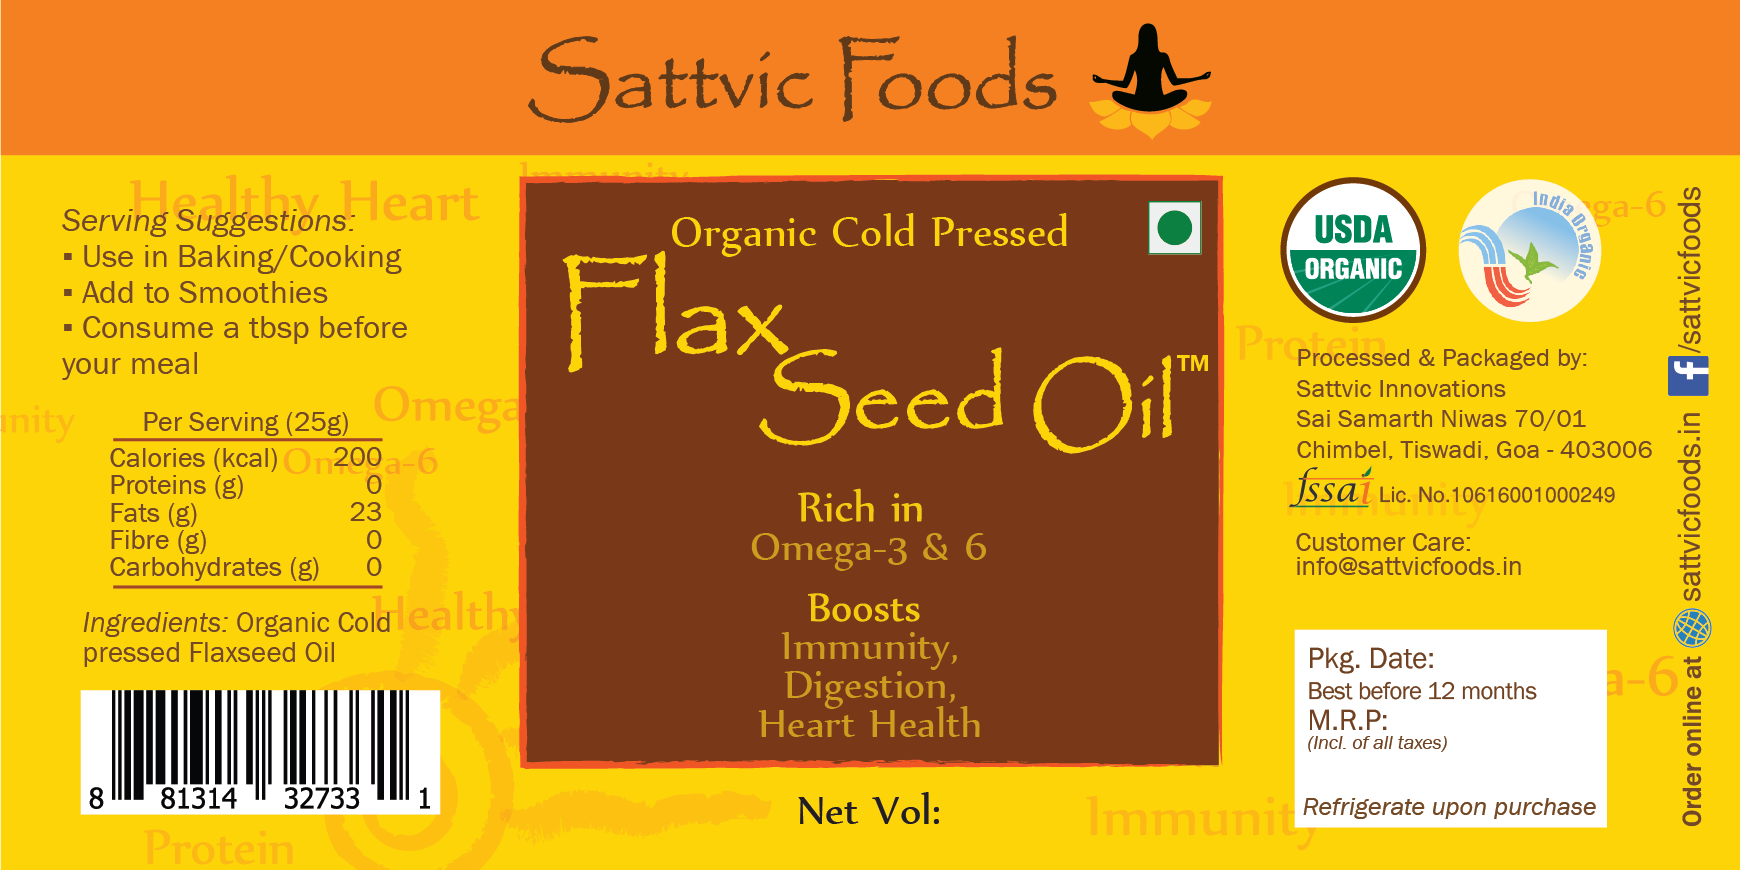 Sattvic Foods
Healthy Heart
Serving Suggestions:
▪ Use in Baking/Cooking
▪ Add to Smoothies
▪ Consume a tbsp before
your meal
Omega
Per Serving (25g)
Omega-6
Calories (kcal) 200
Proteins (g) 0
Fats (g) 23
Fibre (g) 0
Carbohydrates (g) 0
Healthy
Ingredients: Organic Cold
pressed Flaxseed Oil
8 81314 32733 1
Protein
Immunity
Organic Cold Pressed
Flax
Seed Oil™
Rich in
Omega-3 & 6
Boosts
Immunity,
Digestion,
Heart Health
Net Vol:
Immunity
USDA
ORGANIC
India Organic
Omega-6
Protein
Processed & Packaged by:
Sattvic Innovations
Sai Samarth Niwas 70/01
Chimbel, Tiswadi, Goa - 403006
fssai Lic. No.10616001000249
Immunity
Customer Care:
info@sattvicfoods.in
Pkg. Date:
Best before 12 months
M.R.P:
(Incl. of all taxes)
Refrigerate upon purchase
a-6
Order online at sattvicfoods.in f/sattvicfoods